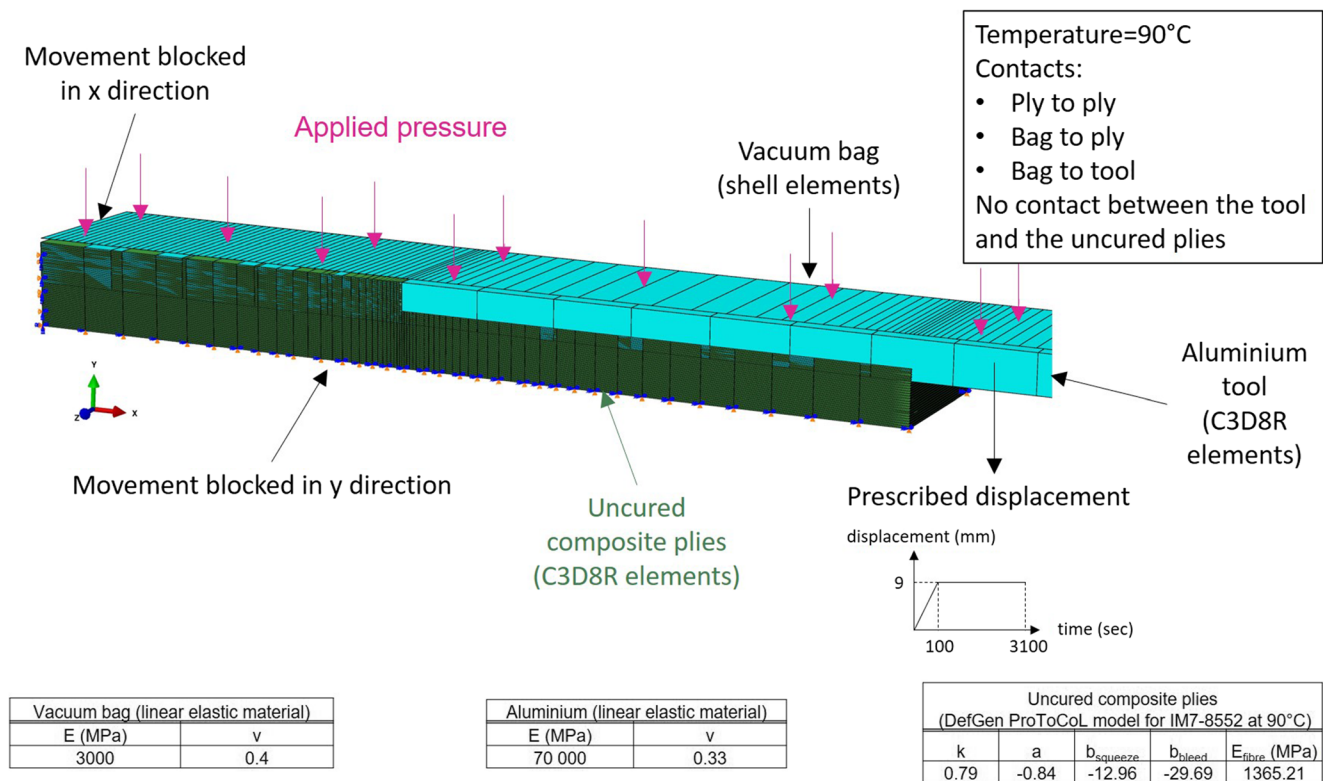 Movement blocked
in x direction
Applied pressure
Vacuum bag
(shell elements)
Temperature=90°C
Contacts:
• Ply to ply
• Bag to ply
• Bag to tool
No contact between the tool
and the uncured plies
Y
X
Z
Aluminium
tool
(C3D8R
elements)
Movement blocked in y direction
Uncured
composite plies
(C3D8R elements)
Prescribed displacement
displacement (mm)
9
time (sec)
100 3100
Vacuum bag (linear elastic material)
E (MPa) ν
3000 0.4
Aluminium (linear elastic material)
E (MPa) ν
70 000 0.33
Uncured composite plies
(DefGen ProToCoL model for IM7-8552 at 90°C)
k a b_squeeze b_bleed E_fibre (MPa)
0.79 -0.84 -12.96 -29.69 1365.21